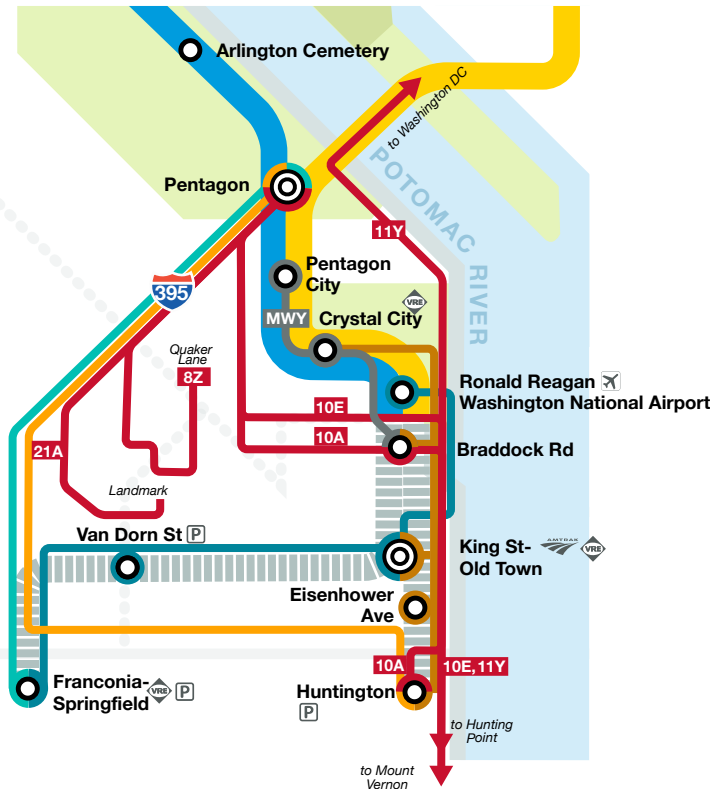 Arlington Cemetery
to Washington DC
POTOMAC RIVER
Pentagon
11Y
Pentagon
City
395
VRE
MWY
Crystal City
Quaker
Lane
8Z
Ronald Reagan
Washington National Airport
10E
10A
21A
Braddock Rd
Landmark
Van Dorn St P
King St-
Old Town
AMTRAK
VRE
Eisenhower
Ave
10A
10E, 11Y
Franconia-
Springfield
VRE
P
Huntington
P
to Hunting
Point
to Mount
Vernon